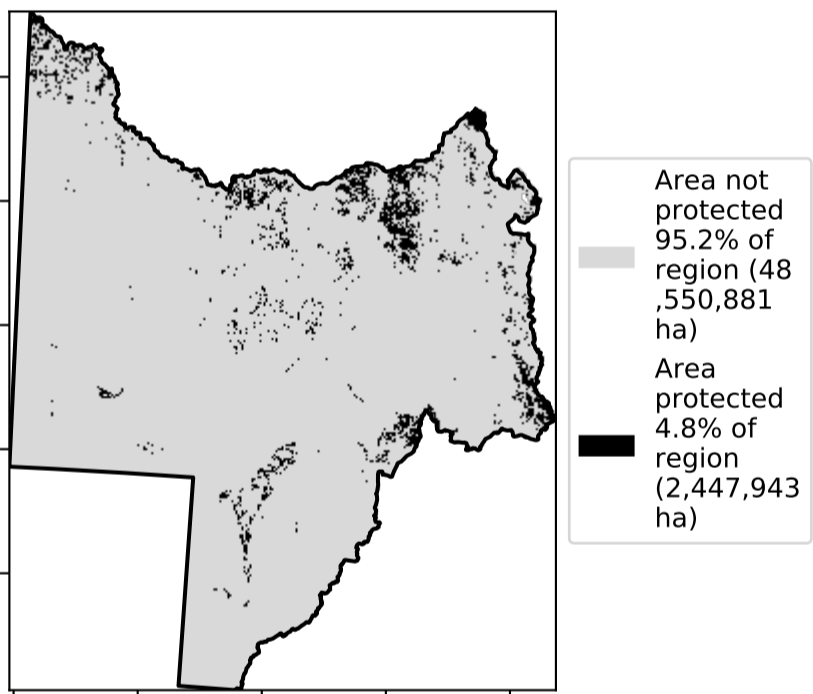 Area not
protected
95.2% of
region (48
,550,881
ha)
Area
protected
4.8% of
region
(2,447,943
ha)